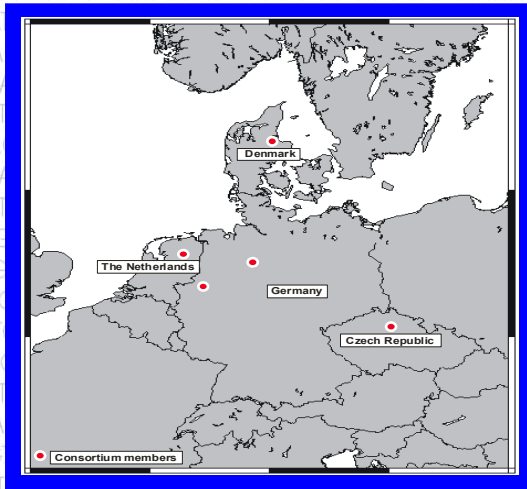 Denmark
The Netherlands
Germany
Czech Republic
Consortium members